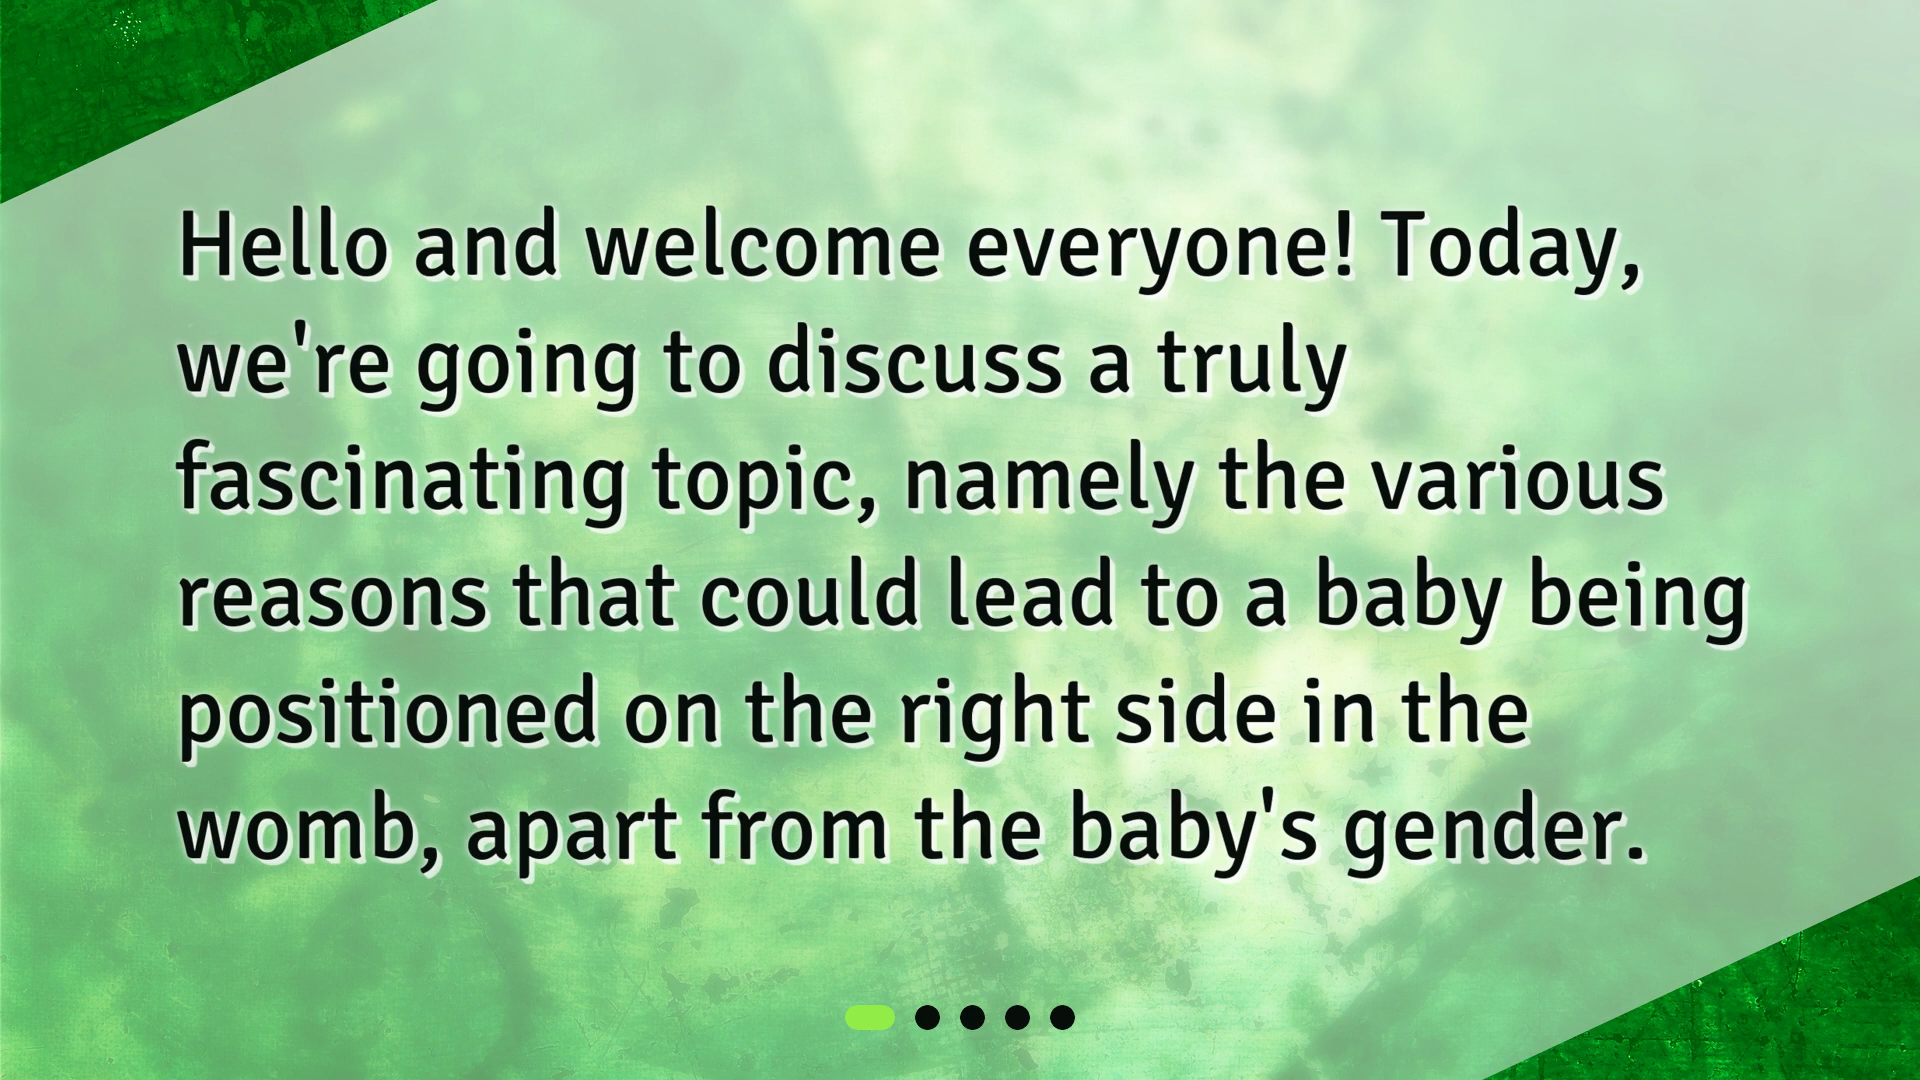 Hello and welcome everyone! Today,
we're going to discuss a truly
fascinating topic, namely the various
reasons that could lead to a baby being
positioned on the right side in the
womb, apart from the baby's gender.